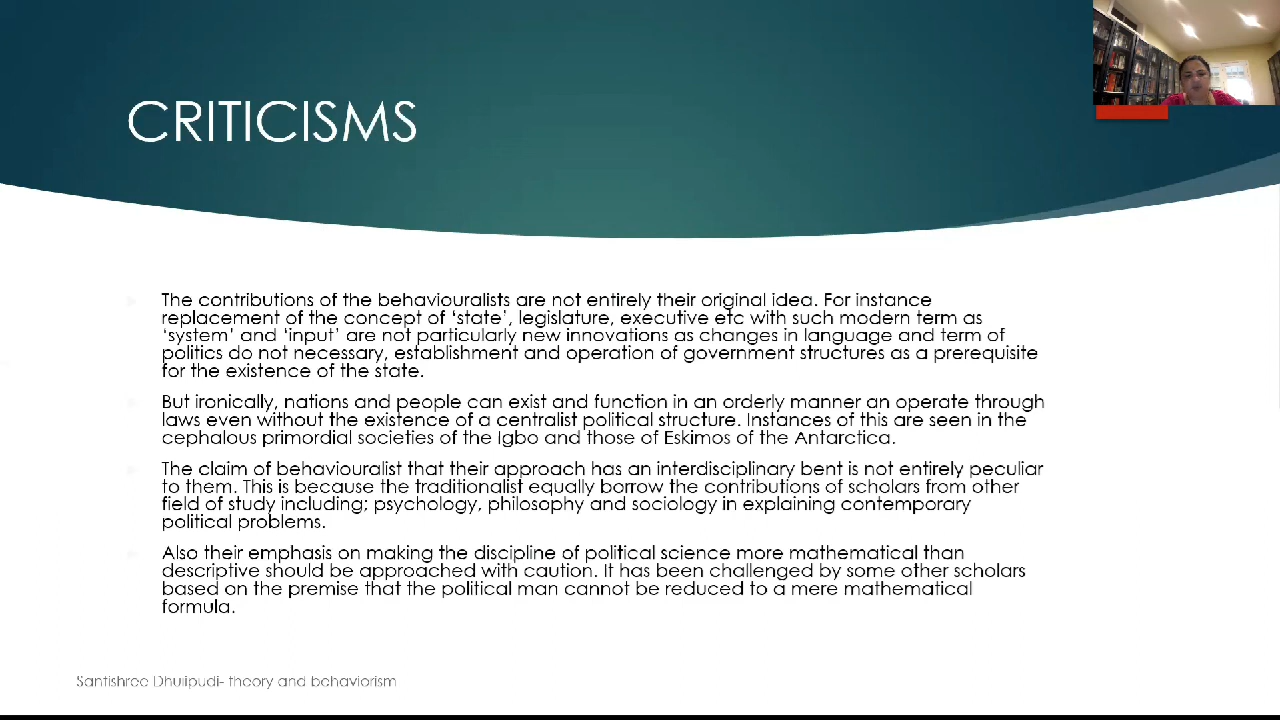 CRITICISMS
The contributions of the behaviouralists are not entirely their original idea. For instance
replacement of the concept of ‘state’, legislature, executive etc with such modern term as
‘system’ and ‘input’ are not particularly new innovations as changes in language and term of
politics do not necessary, establishment and operation of government structures as a prerequisite
for the existence of the state.
But ironically, nations and people can exist and function in an orderly manner an operate through
laws even without the existence of a centralist political structure. Instances of this are seen in the
cephalous primordial societies of the Igbo and those of Eskimos of the Antarctica.
The claim of behaviouralist that their approach has an interdisciplinary bent is not entirely peculiar
to them. This is because the traditionalist equally borrow the contributions of scholars from other
field of study including; psychology, philosophy and sociology in explaining contemporary
political problems.
Also their emphasis on making the discipline of political science more mathematical than
descriptive should be approached with caution. It has been challenged by some other scholars
based on the premise that the political man cannot be reduced to a mere mathematical
formula.
Santishree Dhulipudi- theory and behaviorism